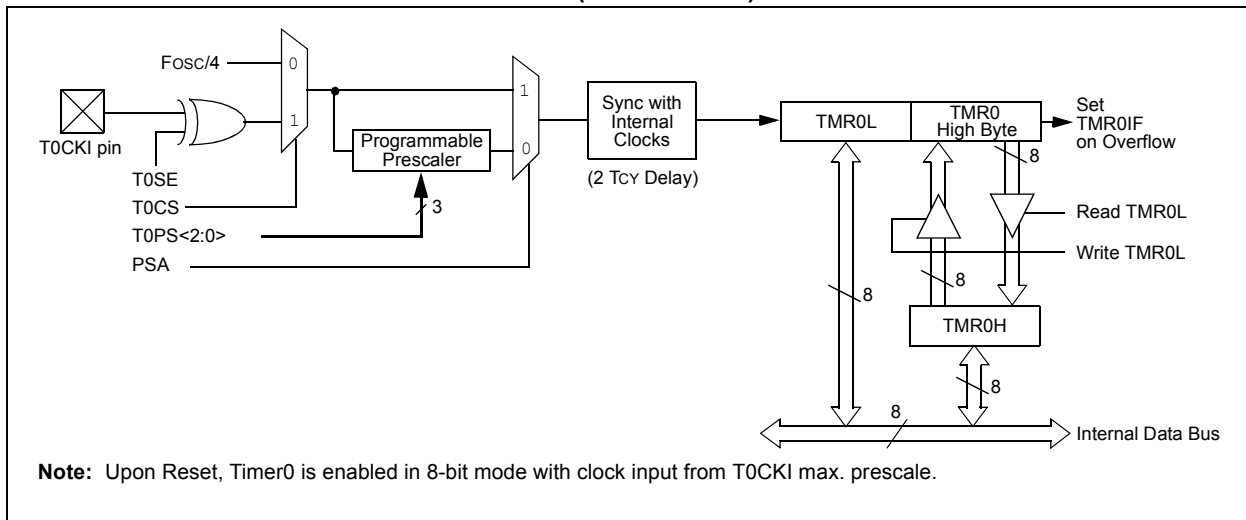 Fosc/4
0
1
T0CKI pin
T0SE
T0CS
T0PS<2:0>
PSA
Programmable
Prescaler
3
1
0
Sync with
Internal
Clocks
(2 TCY Delay)
TMR0L
TMR0
High Byte
Set
TMR0IF
on Overflow
8
Read TMR0L
Write TMR0L
8
8
TMR0H
8
8
Internal Data Bus
Note: Upon Reset, Timer0 is enabled in 8-bit mode with clock input from T0CKI max. prescale.